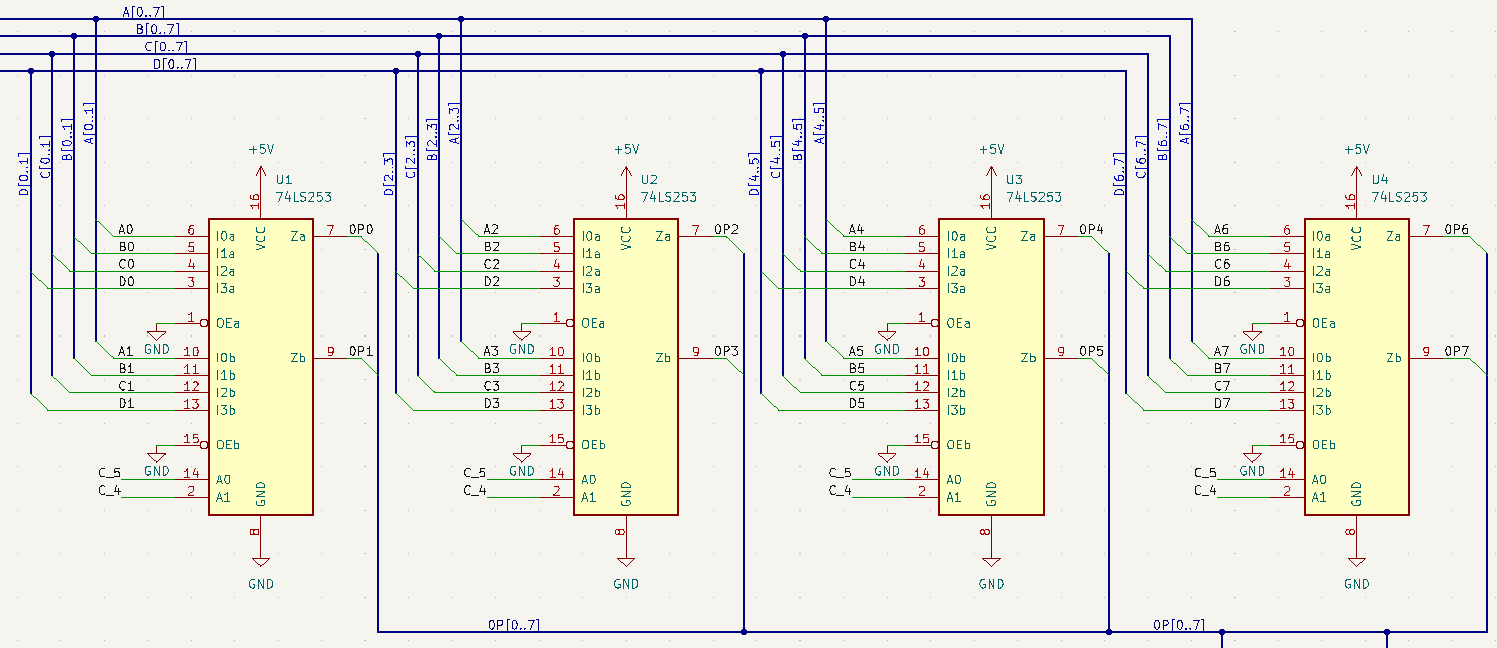 A[0..7]
B[0..7]
C[0..7]
D[0..7]
D[0..1]
C[0..1]
B[0..1]
A[0..1]
D[2..3]
C[2..3]
B[2..3]
A[2..3]
D[4..5]
C[4..5]
B[4..5]
A[4..5]
D[6..7]
C[6..7]
B[6..7]
A[6..7]
+5V
16
U1
74LS253
VCC
A0 6 I0a Za 7 OP0
B0 5 I1a
C0 4 I2a
D0 3 I3a
1 OEa
GND
A1 10 I0b Zb 9 OP1
B1 11 I1b
C1 12 I2b
D1 13 I3b
15 OEb
GND
C_5 14 A0
C_4 2 A1
GND
8
GND
+5V
16
U2
74LS253
VCC
A2 6 I0a Za 7 OP2
B2 5 I1a
C2 4 I2a
D2 3 I3a
1 OEa
GND
A3 10 I0b Zb 9 OP3
B3 11 I1b
C3 12 I2b
D3 13 I3b
15 OEb
GND
C_5 14 A0
C_4 2 A1
GND
8
GND
+5V
16
U3
74LS253
VCC
A4 6 I0a Za 7 OP4
B4 5 I1a
C4 4 I2a
D4 3 I3a
1 OEa
GND
A5 10 I0b Zb 9 OP5
B5 11 I1b
C5 12 I2b
D5 13 I3b
15 OEb
GND
C_5 14 A0
C_4 2 A1
GND
8
GND
+5V
16
U4
74LS253
VCC
A6 6 I0a Za 7 OP6
B6 5 I1a
C6 4 I2a
D6 3 I3a
1 OEa
GND
A7 10 I0b Zb 9 OP7
B7 11 I1b
C7 12 I2b
D7 13 I3b
15 OEb
GND
C_5 14 A0
C_4 2 A1
GND
8
GND
OP[0..7]
OP[0..7]